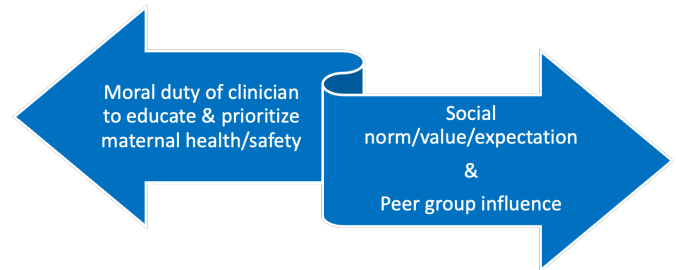 Moral duty of clinician
to educate & prioritize
maternal health/safety
Social
norm/value/expectation
&
Peer group influence